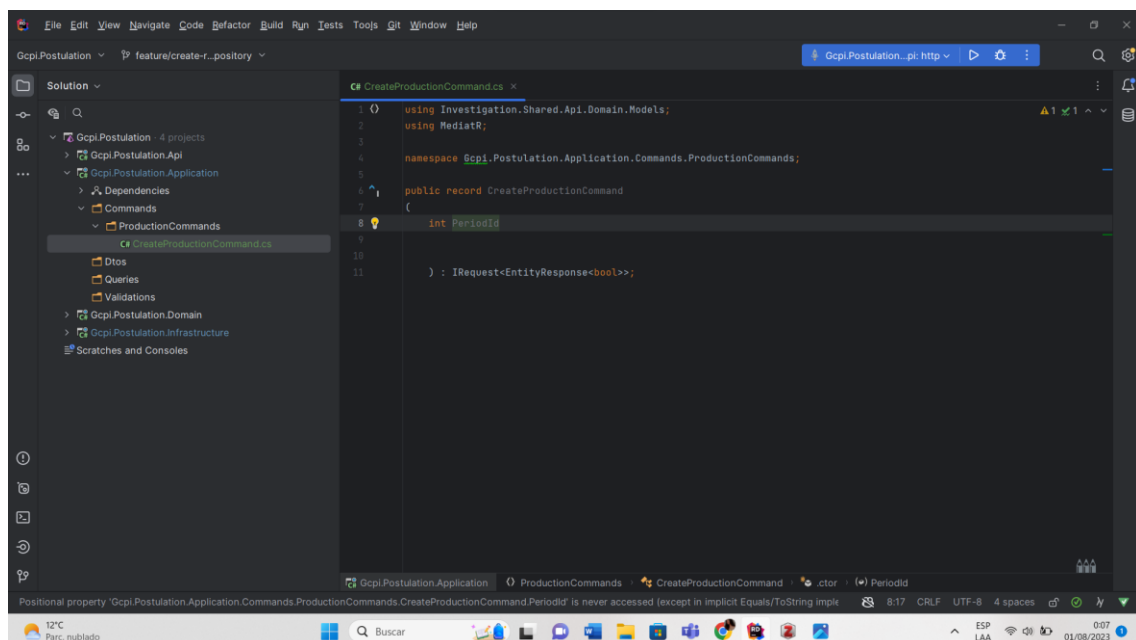 File Edit View Navigate Code Refactor Build Run Tests Tools Git Window Help
Gcpi.Postulation feature/create-r...pository Gcpi.Postulation...pi: http
Solution
C# CreateProductionCommand.cs
Gcpi.Postulation · 4 projects
Gcpi.Postulation.Api
Gcpi.Postulation.Application
Dependencies
Commands
ProductionCommands
C# CreateProductionCommand.cs
Dtos
Queries
Validations
Gcpi.Postulation.Domain
Gcpi.Postulation.Infrastructure
Scratches and Consoles
1 using Investigation.Shared.Api.Domain.Models;
2 using MediatR;
3
4 namespace Gcpi.Postulation.Application.Commands.ProductionCommands;
5
6 public record CreateProductionCommand
7 (
8 int PeriodId
9
10
11 ) : IRequest<EntityResponse<bool>>;
1 1
Gcpi.Postulation.Application ProductionCommands CreateProductionCommand .ctor PeriodId
Positional property 'Gcpi.Postulation.Application.Commands.ProductionCommands.CreateProductionCommand.PeriodId' is never accessed (except in implicit Equals/ToString imple 8:17 CRLF UTF-8 4 spaces
12°C
Parc. nublado
Buscar
ESP
LAA
0:07
01/08/2023
1